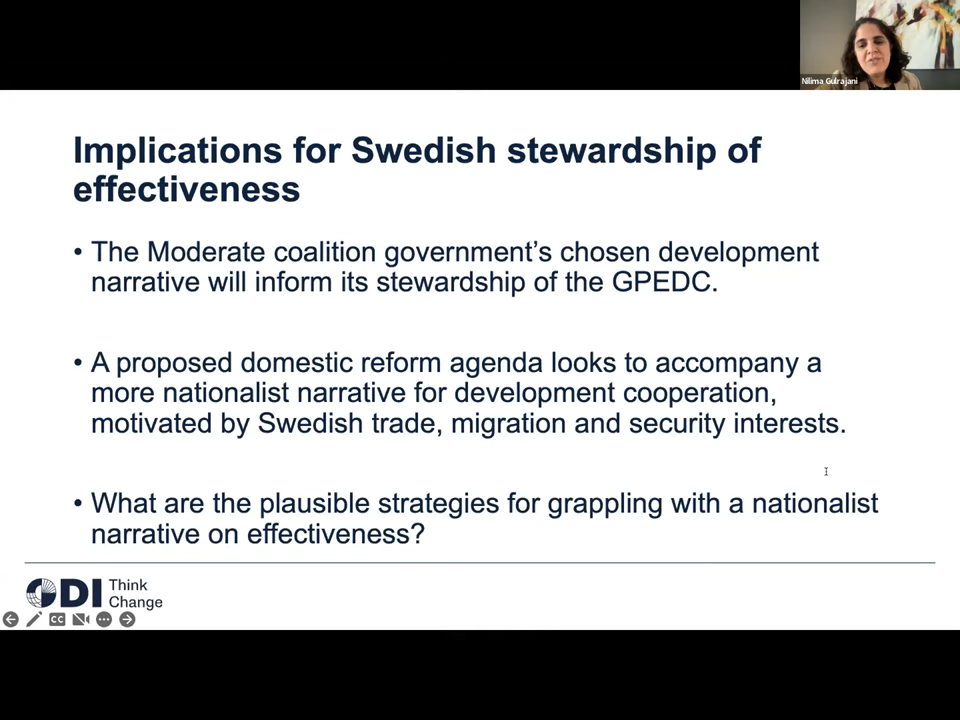 Nilima Gulrajani
Implications for Swedish stewardship of
effectiveness
• The Moderate coalition government’s chosen development
narrative will inform its stewardship of the GPEDC.
• A proposed domestic reform agenda looks to accompany a
more nationalist narrative for development cooperation,
motivated by Swedish trade, migration and security interests.
• What are the plausible strategies for grappling with a nationalist
narrative on effectiveness?
ODI Think
Change
CC